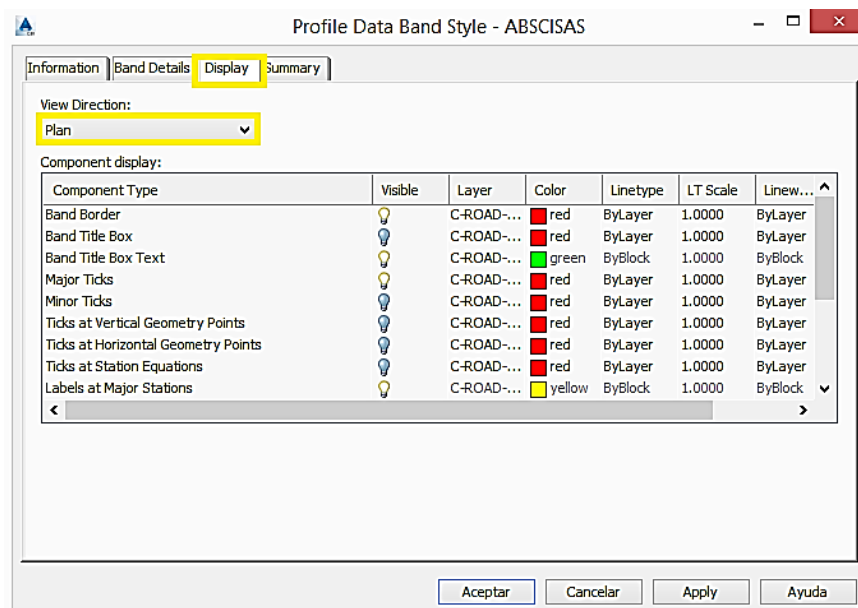 Profile Data Band Style - ABSCISAS
Information Band Details Display Summary
View Direction:
Plan
Component display:
Component Type Visible Layer Color Linetype LT Scale Linew...
Band Border C-ROAD-... red ByLayer 1.0000 ByLayer
Band Title Box C-ROAD-... red ByLayer 1.0000 ByLayer
Band Title Box Text C-ROAD-... green ByBlock 1.0000 ByBlock
Major Ticks C-ROAD-... red ByLayer 1.0000 ByLayer
Minor Ticks C-ROAD-... red ByLayer 1.0000 ByLayer
Ticks at Vertical Geometry Points C-ROAD-... red ByLayer 1.0000 ByLayer
Ticks at Horizontal Geometry Points C-ROAD-... red ByLayer 1.0000 ByLayer
Ticks at Station Equations C-ROAD-... red ByLayer 1.0000 ByLayer
Labels at Major Stations C-ROAD-... yellow ByBlock 1.0000 ByBlock
Aceptar Cancelar Apply Ayuda